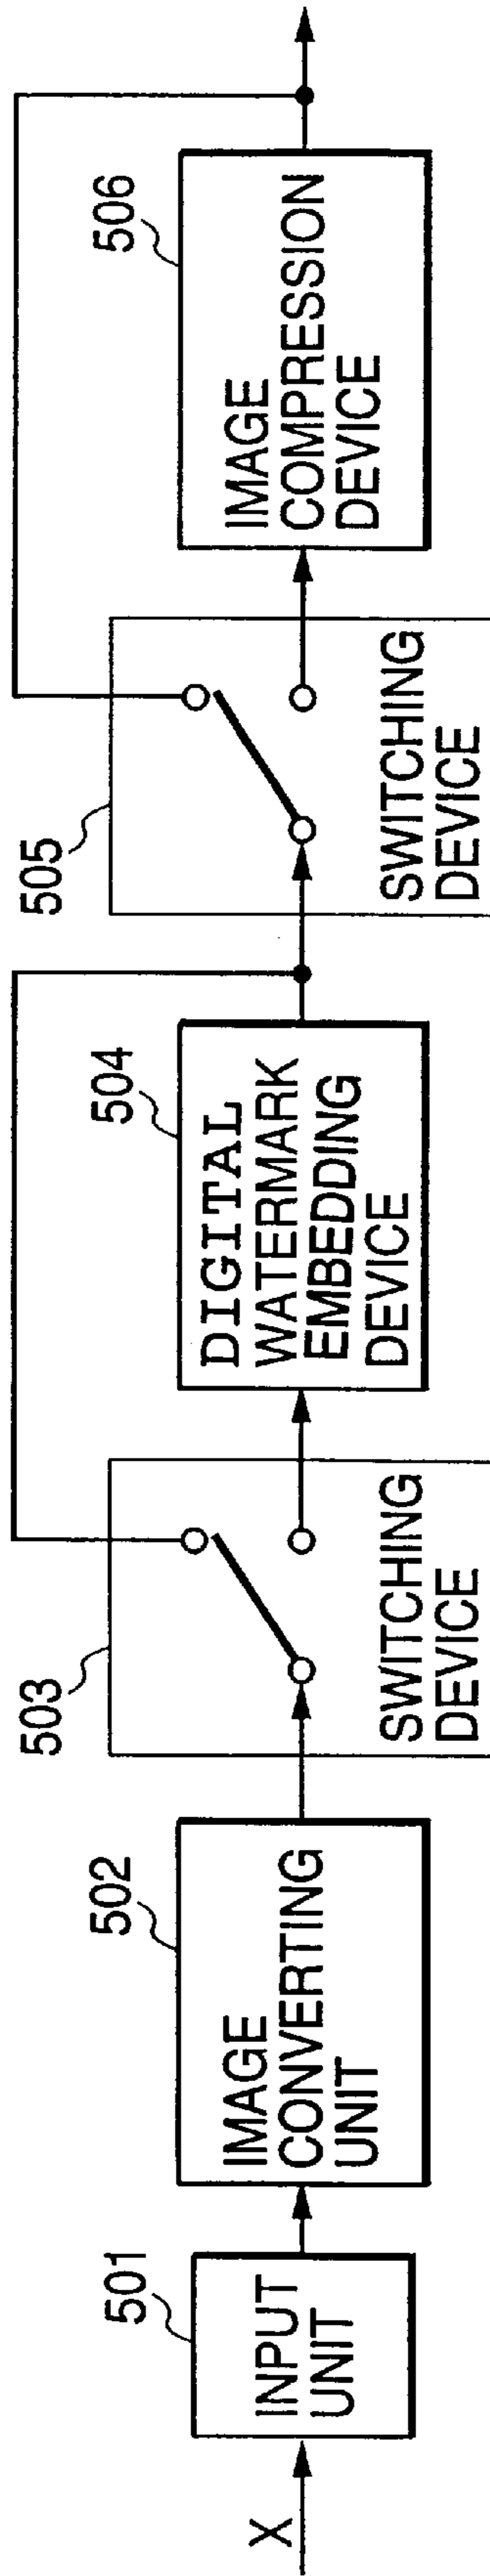 X
501
INPUT
UNIT
502
IMAGE
CONVERTING
UNIT
503
SWITCHING
DEVICE
504
DIGITAL
WATERMARK
EMBEDDING
DEVICE
505
SWITCHING
DEVICE
506
IMAGE
COMPRESSION
DEVICE